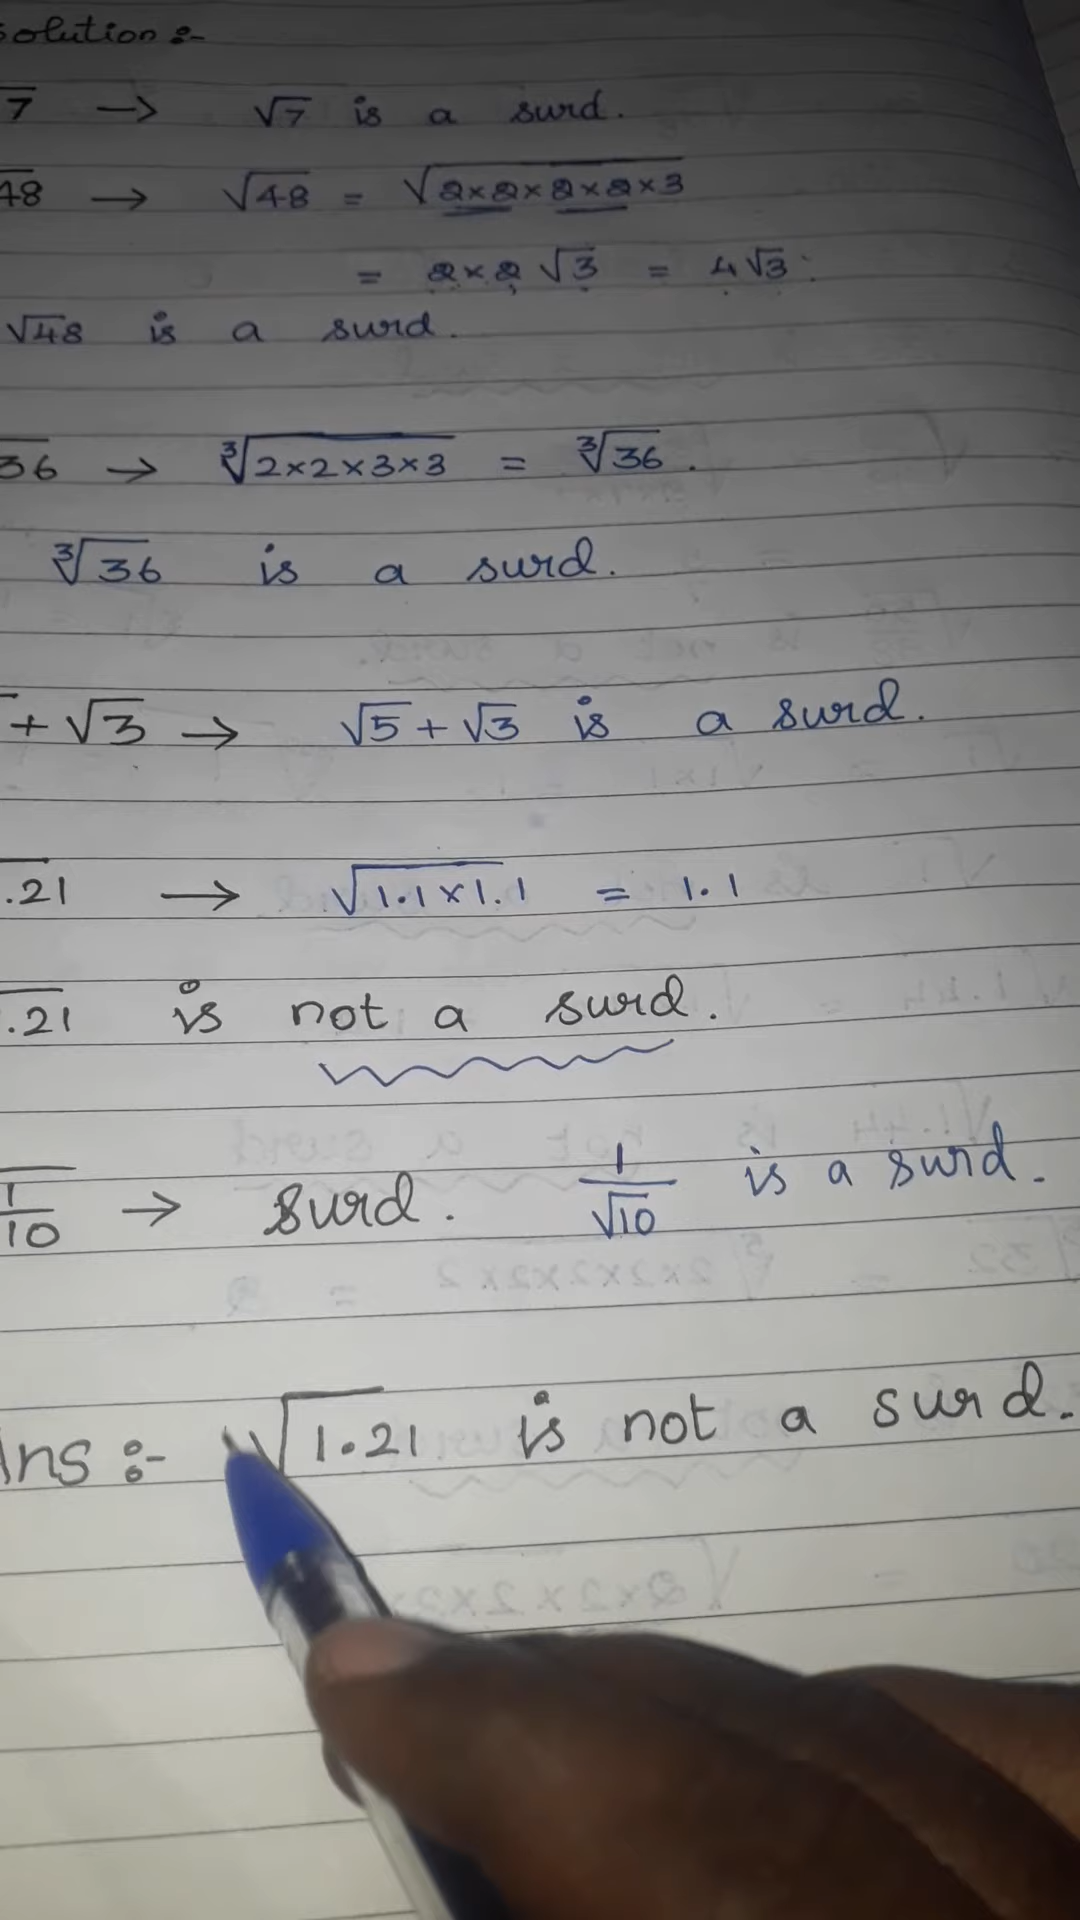 solution :-
√7 → √7 is a surd.
√48 → √48 = √2×2×2×2×3
= 2×2 √3 = 4√3.
√48 is a surd.
36 → ∛2×2×3×3 = ∛36.
∛36 is a surd.
+ √3 → √5 + √3 is a surd.
.21 → √1.1×1.1 = 1.1
.21 is not a surd.
1/10 → surd. 1/√10 is a surd.
Ans :- √1.21 is not a surd.